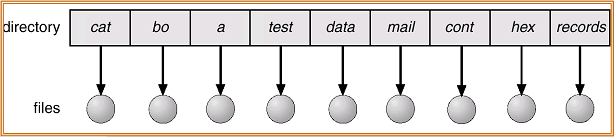 directory cat bo a test data mail cont hex records
files